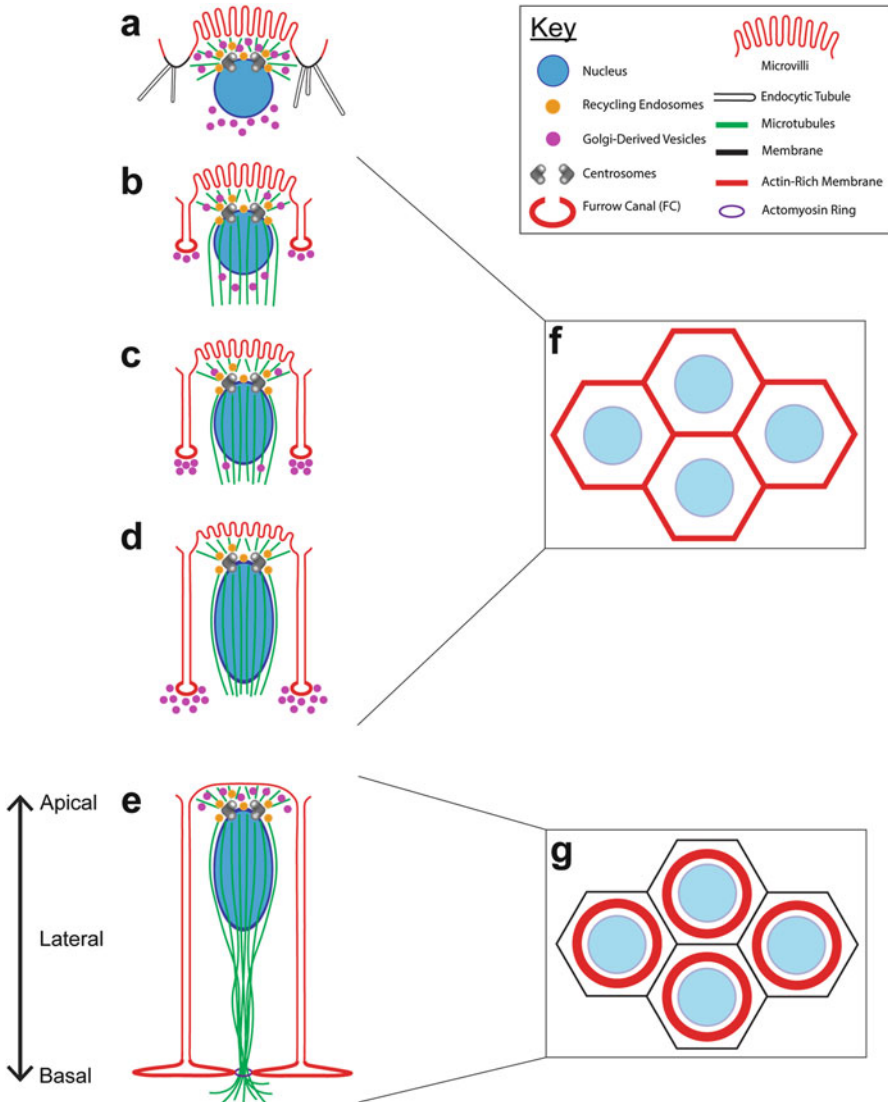 a
b
c
d
e
Apical
Lateral
Basal
Key
Nucleus
Recycling Endosomes
Golgi-Derived Vesicles
Centrosomes
Furrow Canal (FC)
Microvilli
Endocytic Tubule
Microtubules
Membrane
Actin-Rich Membrane
Actomyosin Ring
f
g